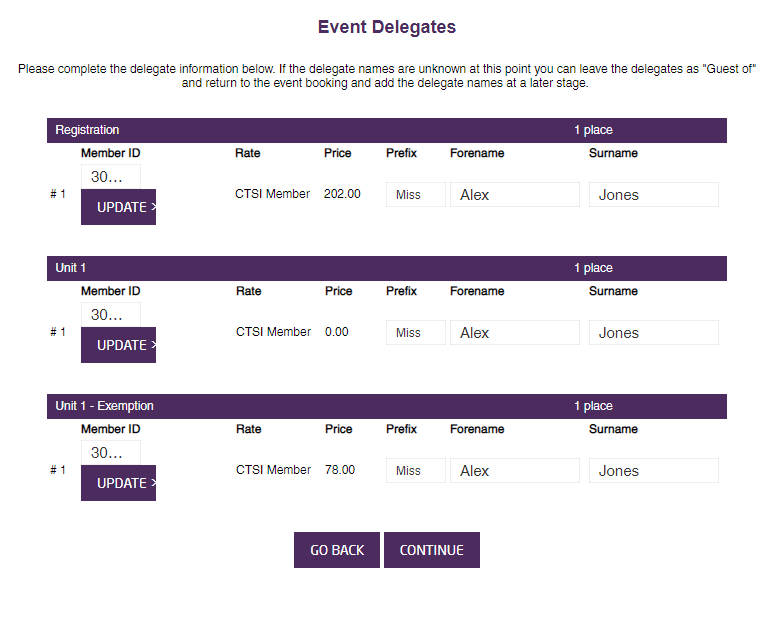 Event Delegates
Please complete the delegate information below. If the delegate names are unknown at this point you can leave the delegates as "Guest of"
and return to the event booking and add the delegate names at a later stage.
Registration 1 place
Member ID Rate Price Prefix Forename Surname
30...
# 1 CTSI Member 202.00 Miss Alex Jones
UPDATE >
Unit 1 1 place
Member ID Rate Price Prefix Forename Surname
30...
# 1 CTSI Member 0.00 Miss Alex Jones
UPDATE >
Unit 1 - Exemption 1 place
Member ID Rate Price Prefix Forename Surname
30...
# 1 CTSI Member 78.00 Miss Alex Jones
UPDATE >
GO BACK CONTINUE